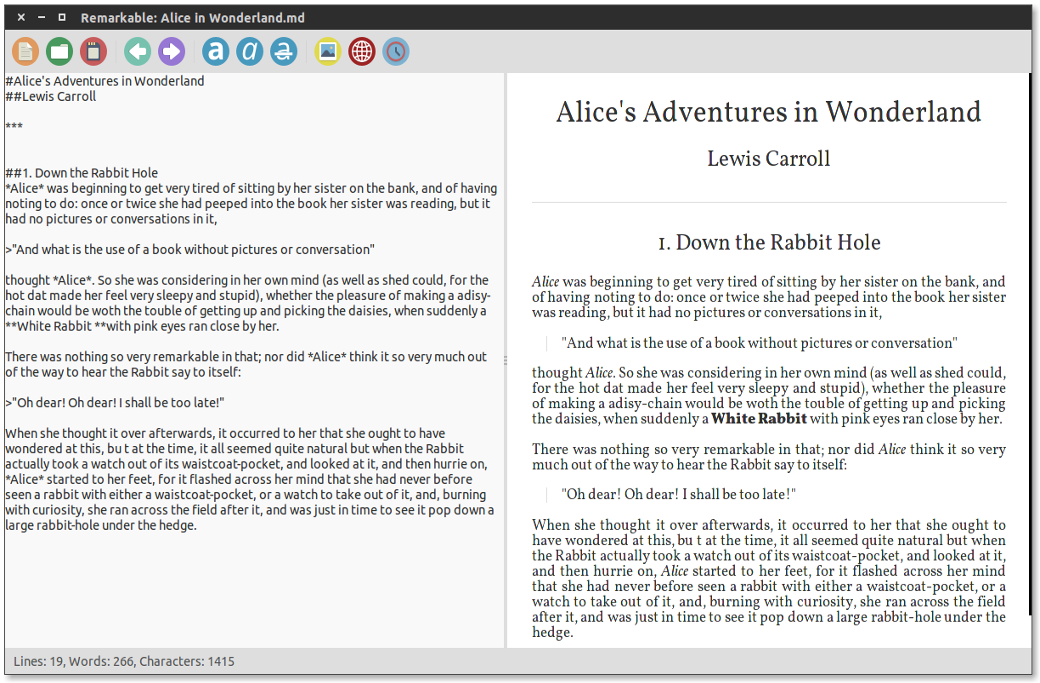 Remarkable: Alice in Wonderland.md
a a a
#Alice's Adventures in Wonderland
##Lewis Carroll
***
##1. Down the Rabbit Hole
*Alice* was beginning to get very tired of sitting by her sister on the bank, and of having
noting to do: once or twice she had peeped into the book her sister was reading, but it
had no pictures or conversations in it,
>"And what is the use of a book without pictures or conversation"
thought *Alice*. So she was considering in her own mind (as well as shed could, for the
hot dat made her feel very sleepy and stupid), whether the pleasure of making a adisy-
chain would be woth the touble of getting up and picking the daisies, when suddenly a
**White Rabbit **with pink eyes ran close by her.
There was nothing so very remarkable in that; nor did *Alice* think it so very much out
of the way to hear the Rabbit say to itself:
>"Oh dear! Oh dear! I shall be too late!"
When she thought it over afterwards, it occurred to her that she ought to have
wondered at this, bu t at the time, it all seemed quite natural but when the Rabbit
actually took a watch out of its waistcoat-pocket, and looked at it, and then hurrie on,
*Alice* started to her feet, for it flashed across her mind that she had never before
seen a rabbit with either a waistcoat-pocket, or a watch to take out of it, and, burning
with curiosity, she ran across the field after it, and was just in time to see it pop down a
large rabbit-hole under the hedge.
Alice's Adventures in Wonderland
Lewis Carroll
1. Down the Rabbit Hole
Alice was beginning to get very tired of sitting by her sister on the bank, and
of having noting to do: once or twice she had peeped into the book her sister
was reading, but it had no pictures or conversations in it,
"And what is the use of a book without pictures or conversation"
thought Alice. So she was considering in her own mind (as well as shed could,
for the hot dat made her feel very sleepy and stupid), whether the pleasure
of making a adisy-chain would be woth the touble of getting up and picking
the daisies, when suddenly a White Rabbit with pink eyes ran close by her.
There was nothing so very remarkable in that; nor did Alice think it so very
much out of the way to hear the Rabbit say to itself:
"Oh dear! Oh dear! I shall be too late!"
When she thought it over afterwards, it occurred to her that she ought to
have wondered at this, bu t at the time, it all seemed quite natural but when
the Rabbit actually took a watch out of its waistcoat-pocket, and looked at it,
and then hurrie on, Alice started to her feet, for it flashed across her mind
that she had never before seen a rabbit with either a waistcoat-pocket, or a
watch to take out of it, and, burning with curiosity, she ran across the field
after it, and was just in time to see it pop down a large rabbit-hole under the
hedge.
Lines: 19, Words: 266, Characters: 1415